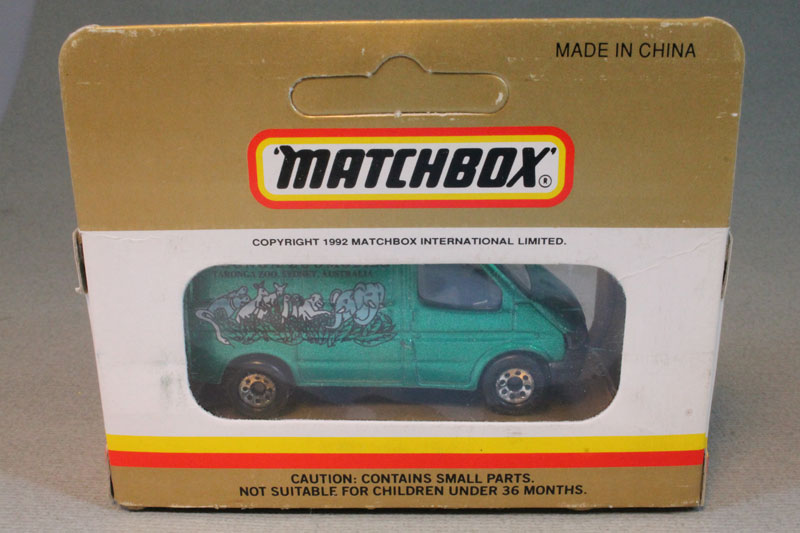 MADE IN CHINA
'MATCHBOX'®
COPYRIGHT 1992 MATCHBOX INTERNATIONAL LIMITED.
TARONGA ZOO, SYDNEY, AUSTRALIA
CAUTION: CONTAINS SMALL PARTS.
NOT SUITABLE FOR CHILDREN UNDER 36 MONTHS.